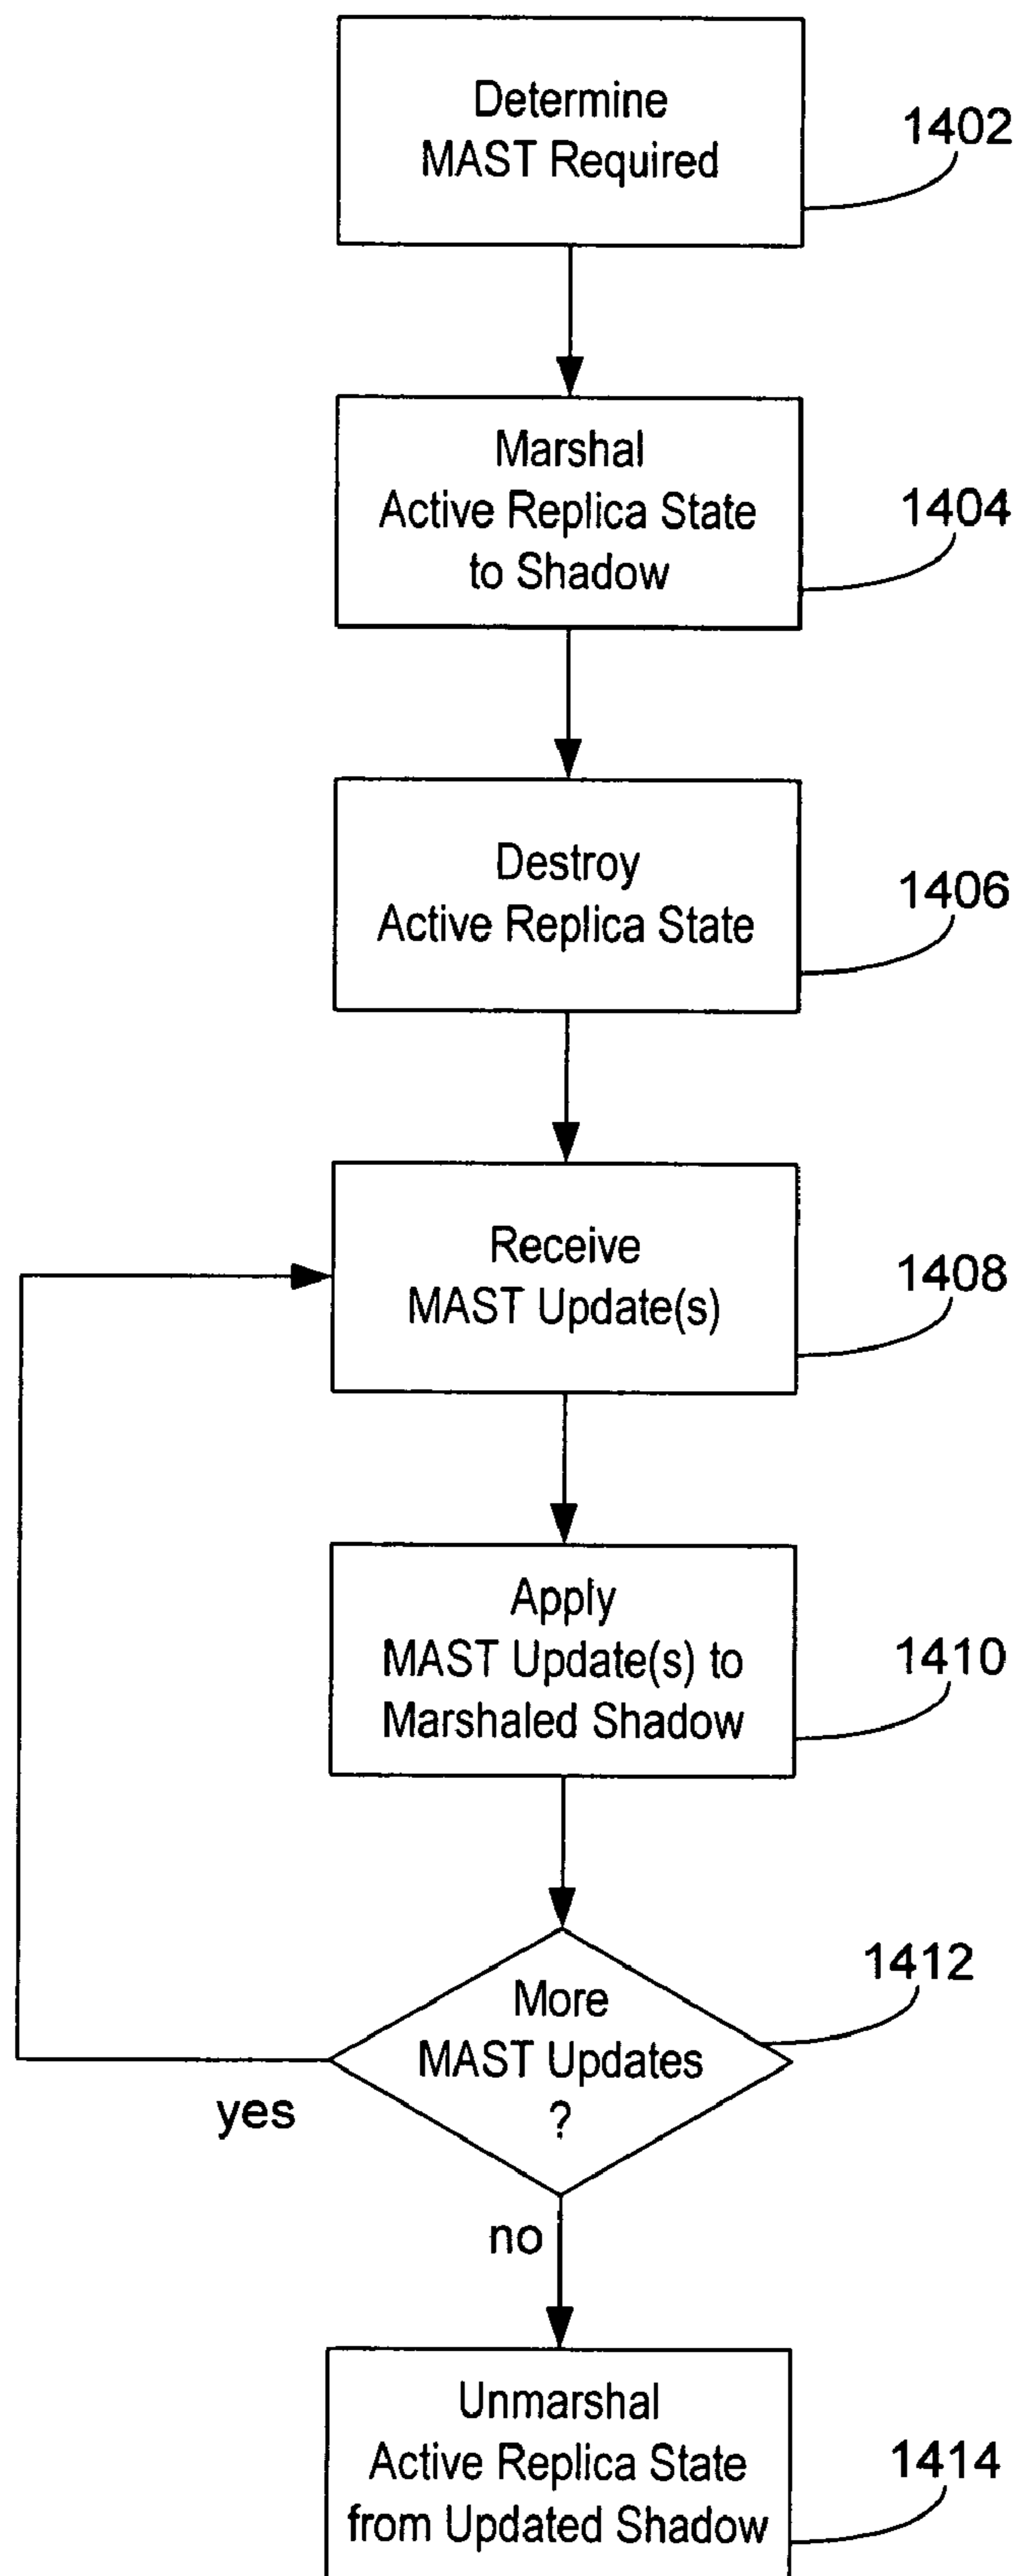 Determine
MAST Required
1402
Marshal
Active Replica State
to Shadow
1404
Destroy
Active Replica State
1406
Receive
MAST Update(s)
1408
Apply
MAST Update(s) to
Marshaled Shadow
1410
More
MAST Updates
?
1412
yes
no
Unmarshal
Active Replica State
from Updated Shadow
1414